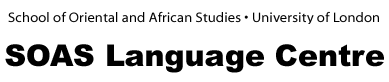 School of Oriental and African Studies • University of London
SOAS Language Centre